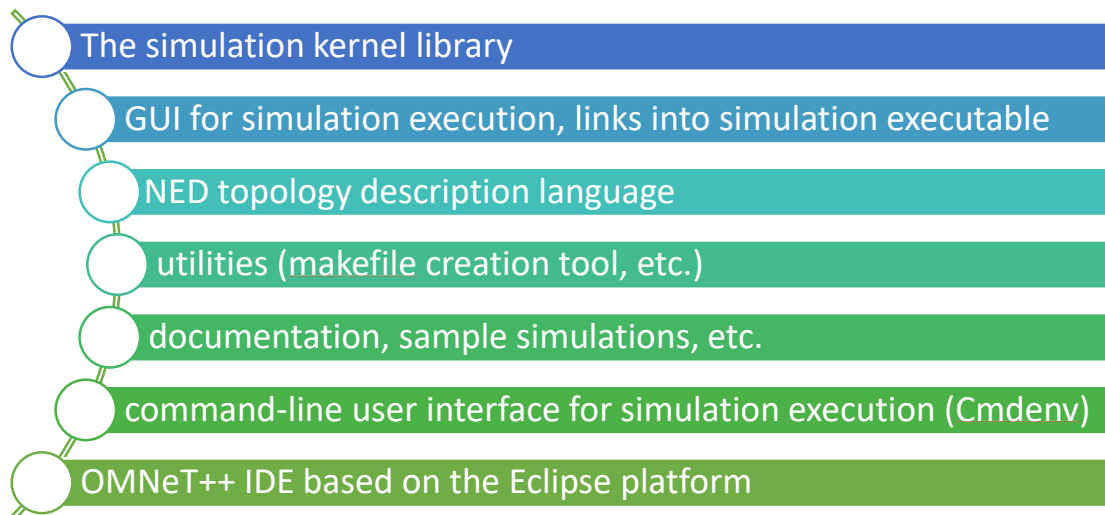 The simulation kernel library
GUI for simulation execution, links into simulation executable
NED topology description language
utilities (makefile creation tool, etc.)
documentation, sample simulations, etc.
command-line user interface for simulation execution (Cmdenv)
OMNeT++ IDE based on the Eclipse platform